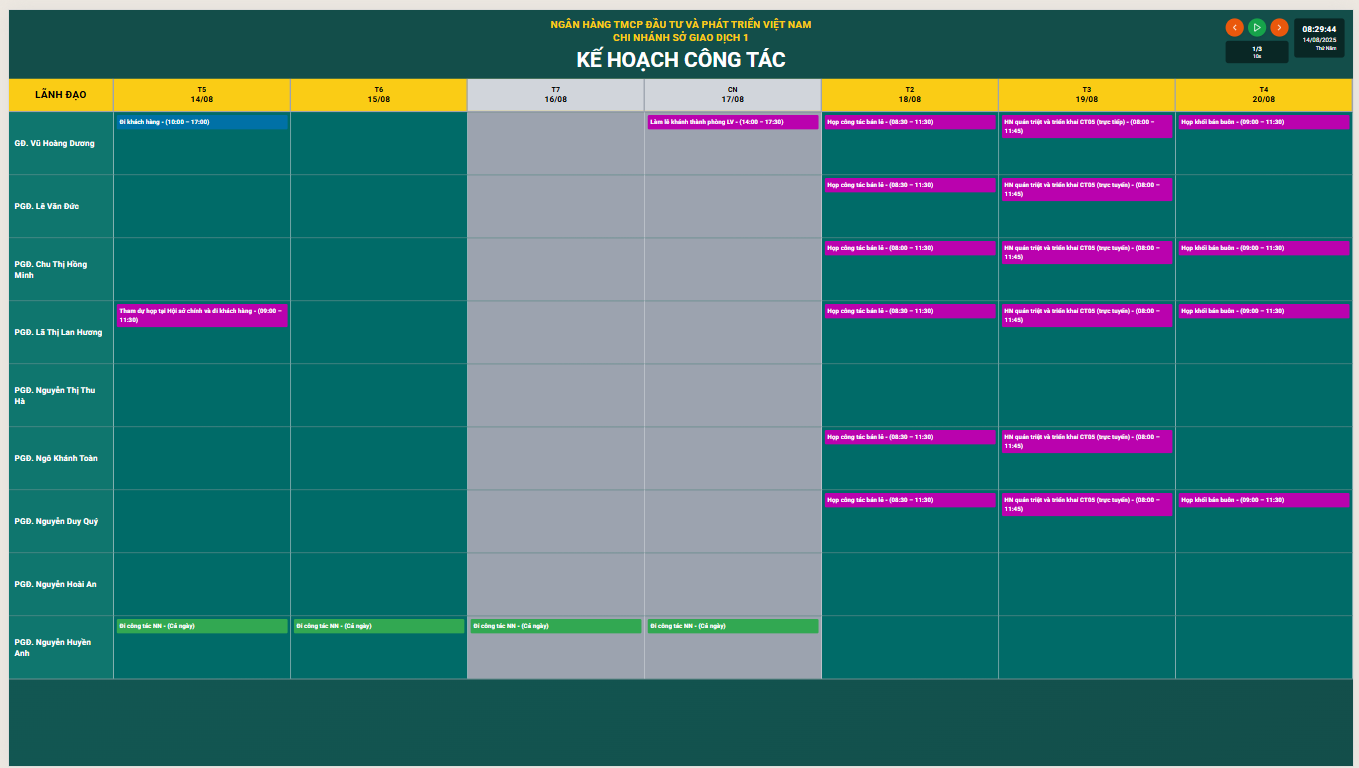 NGÂN HÀNG TMCP ĐẦU TƯ VÀ PHÁT TRIỂN VIỆT NAM
CHI NHÁNH SỞ GIAO DỊCH 1
KẾ HOẠCH CÔNG TÁC
1/3
10s
08:29:44
14/08/2025
Thứ Năm
LÃNH ĐẠO
T5
14/08
T6
15/08
T7
16/08
CN
17/08
T2
18/08
T3
19/08
T4
20/08
GĐ. Vũ Hoàng Dương
Đi khách hàng - (10:00 – 17:00)
Làm lễ khánh thành phòng LV - (14:00 – 17:30)
Họp công tác bán lẻ - (08:30 – 11:30)
HN quán triệt và triển khai CT05 (trực tiếp) - (08:00 –
11:45)
Họp khối bán buôn - (09:00 – 11:30)
PGĐ. Lê Văn Đức
Họp công tác bán lẻ - (08:30 – 11:30)
HN quán triệt và triển khai CT05 (trực tuyến) - (08:00 –
11:45)
PGĐ. Chu Thị Hồng
Minh
Họp công tác bán lẻ - (08:00 – 11:30)
HN quán triệt và triển khai CT05 (trực tuyến) - (08:00 –
11:45)
Họp khối bán buôn - (09:00 – 11:30)
PGĐ. Lã Thị Lan Hương
Tham dự họp tại Hội sở chính và đi khách hàng - (09:00 –
11:30)
Họp công tác bán lẻ - (08:30 – 11:30)
HN quán triệt và triển khai CT05 (trực tuyến) - (08:00 –
11:45)
Họp khối bán buôn - (09:00 – 11:30)
PGĐ. Nguyễn Thị Thu
Hà
PGĐ. Ngô Khánh Toàn
Họp công tác bán lẻ - (08:30 – 11:30)
HN quán triệt và triển khai CT05 (trực tuyến) - (08:00 –
11:45)
PGĐ. Nguyễn Duy Quý
Họp công tác bán lẻ - (08:30 – 11:30)
HN quán triệt và triển khai CT05 (trực tuyến) - (08:00 –
11:45)
Họp khối bán buôn - (09:00 – 11:30)
PGĐ. Nguyễn Hoài An
PGĐ. Nguyễn Huyền
Anh
Đi công tác NN - (Cả ngày)
Đi công tác NN - (Cả ngày)
Đi công tác NN - (Cả ngày)
Đi công tác NN - (Cả ngày)